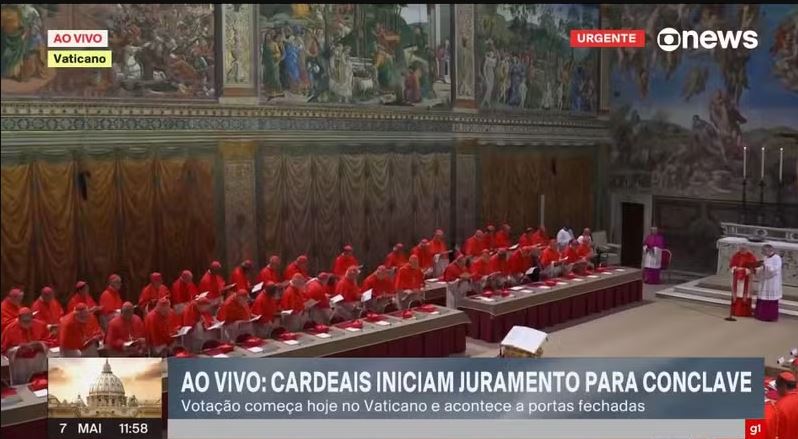 AO VIVO
Vaticano
URGENTE
news
AO VIVO: CARDEAIS INICIAM JURAMENTO PARA CONCLAVE
Votação começa hoje no Vaticano e acontece a portas fechadas
7 MAI 11:58
g1